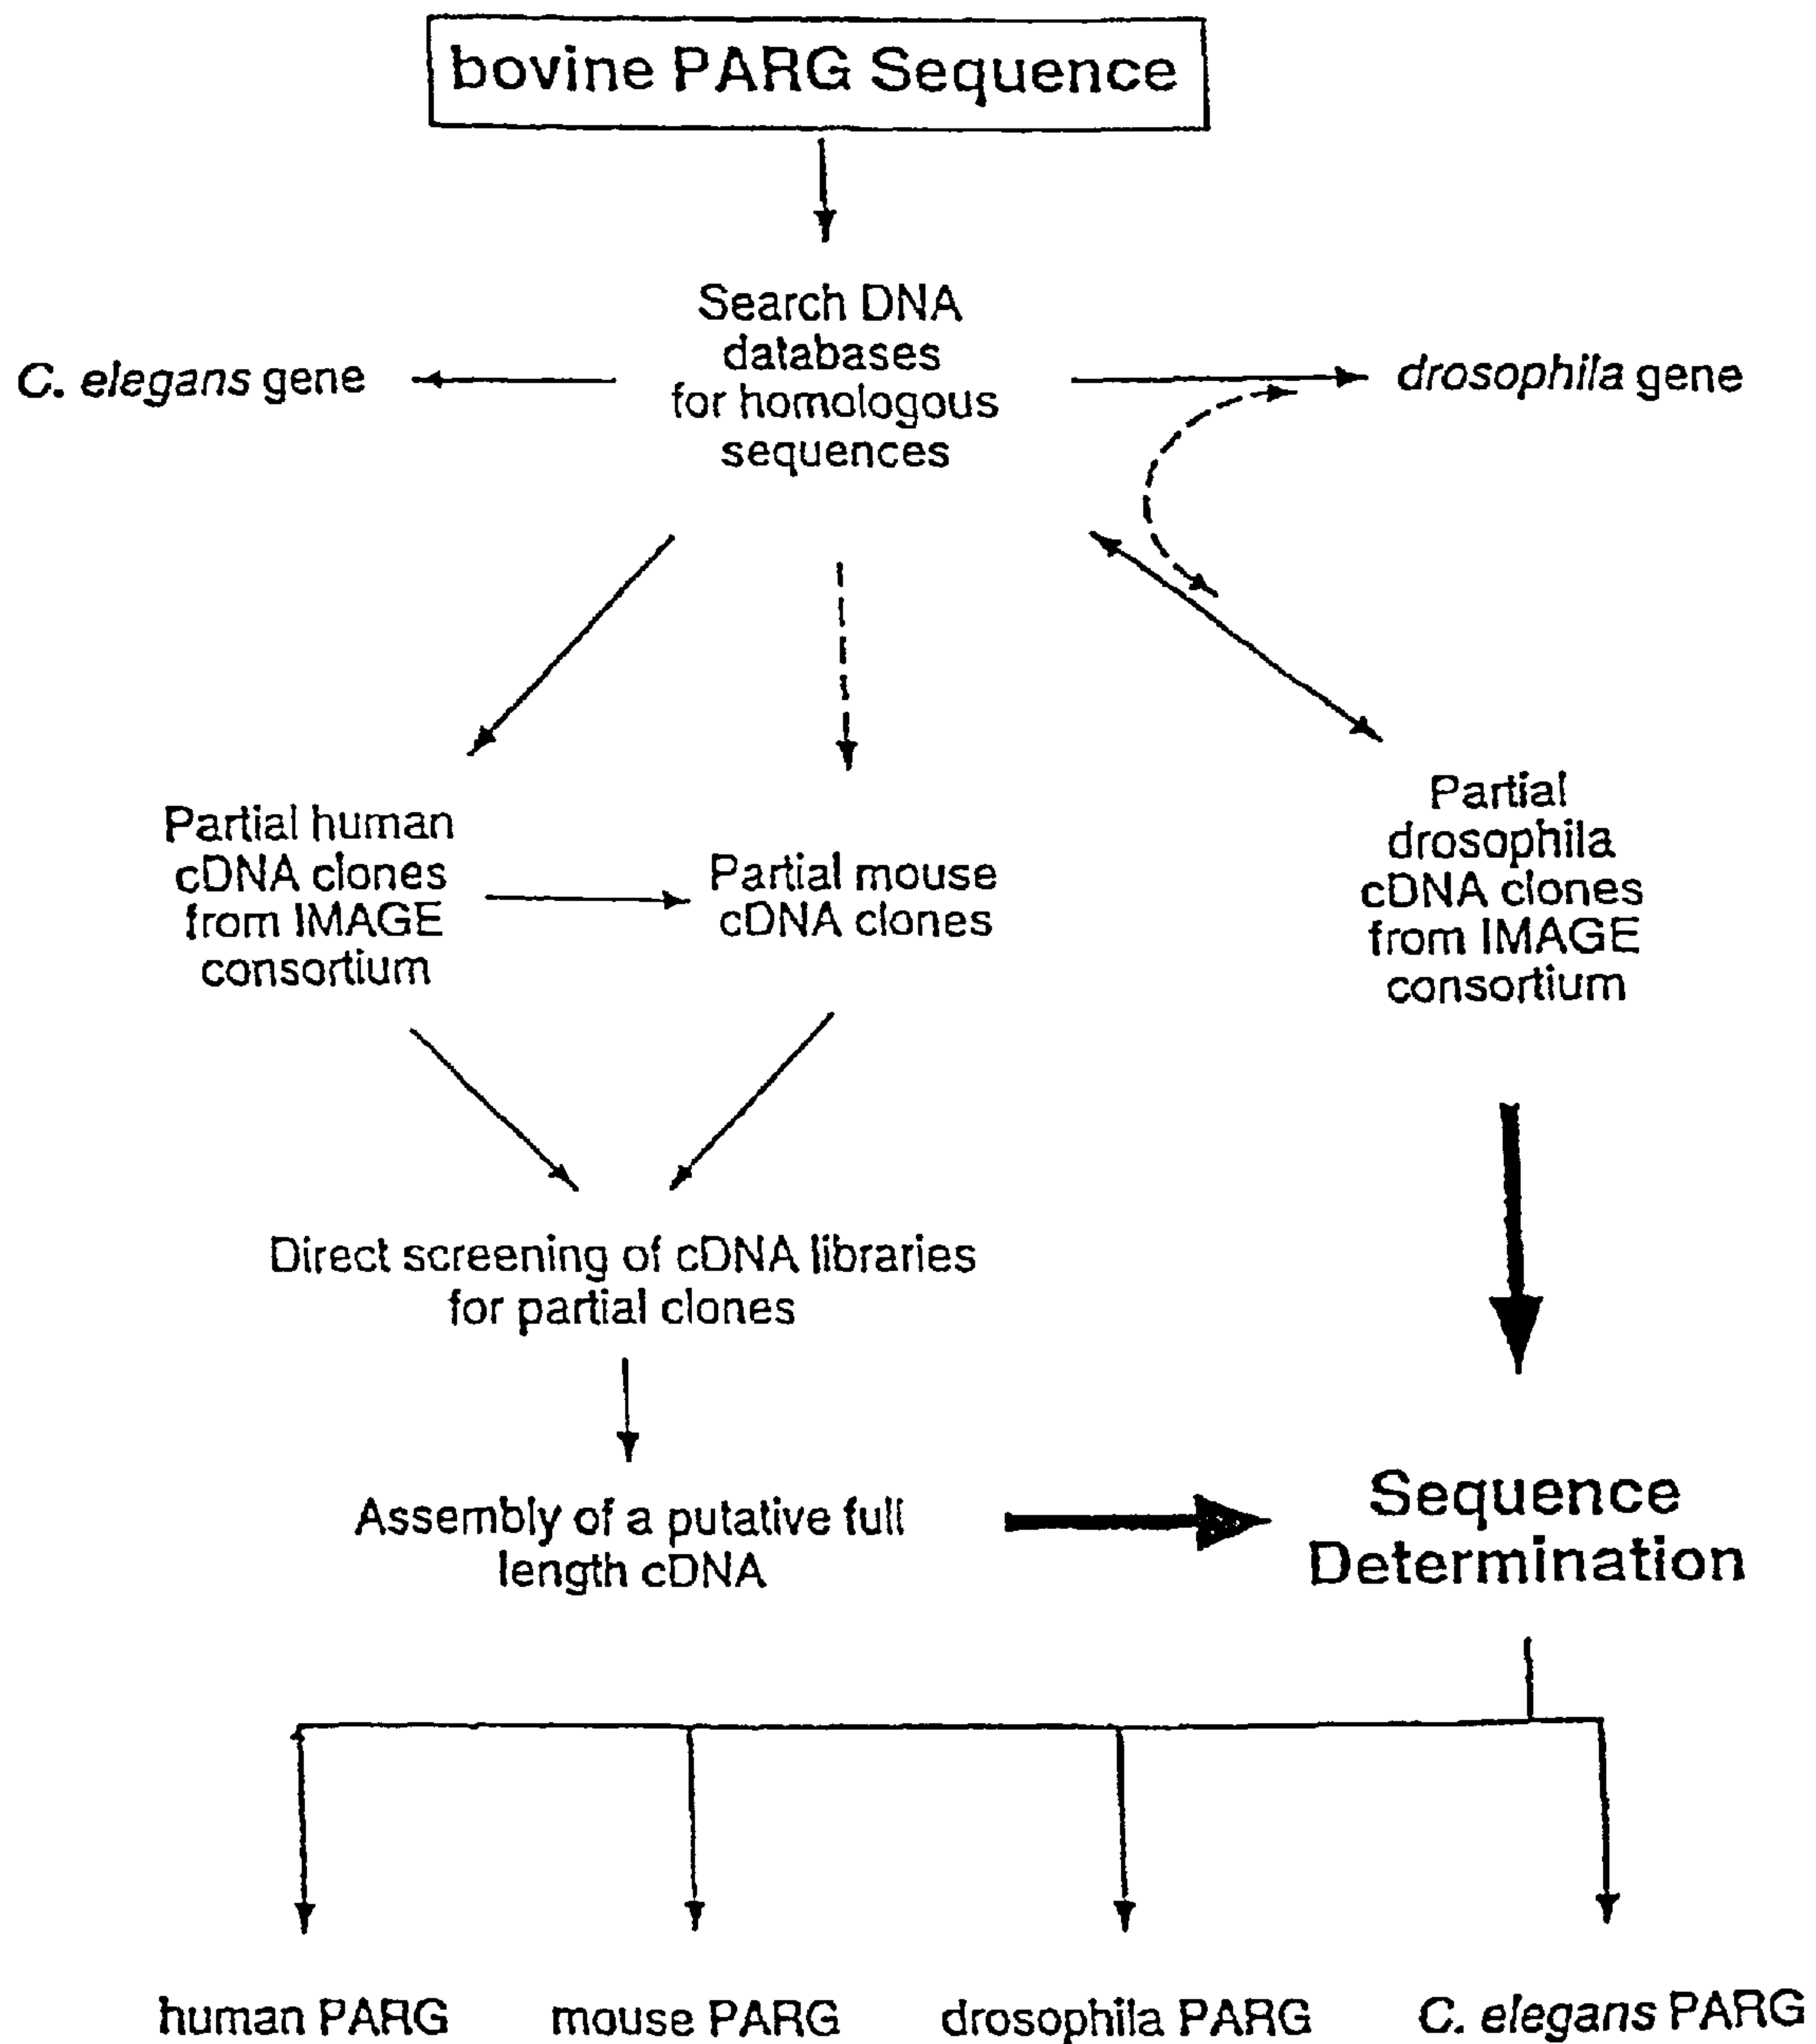 bovine PARG Sequence
Search DNA
databases
for homologous
sequences
C. elegans gene
drosophila gene
Partial human
cDNA clones
from IMAGE
consortium
Partial mouse
cDNA clones
Partial
drosophila
cDNA clones
from IMAGE
consortium
Direct screening of cDNA libraries
for partial clones
Assembly of a putative full
length cDNA
Sequence
Determination
human PARG
mouse PARG
drosophila PARG
C. elegans PARG